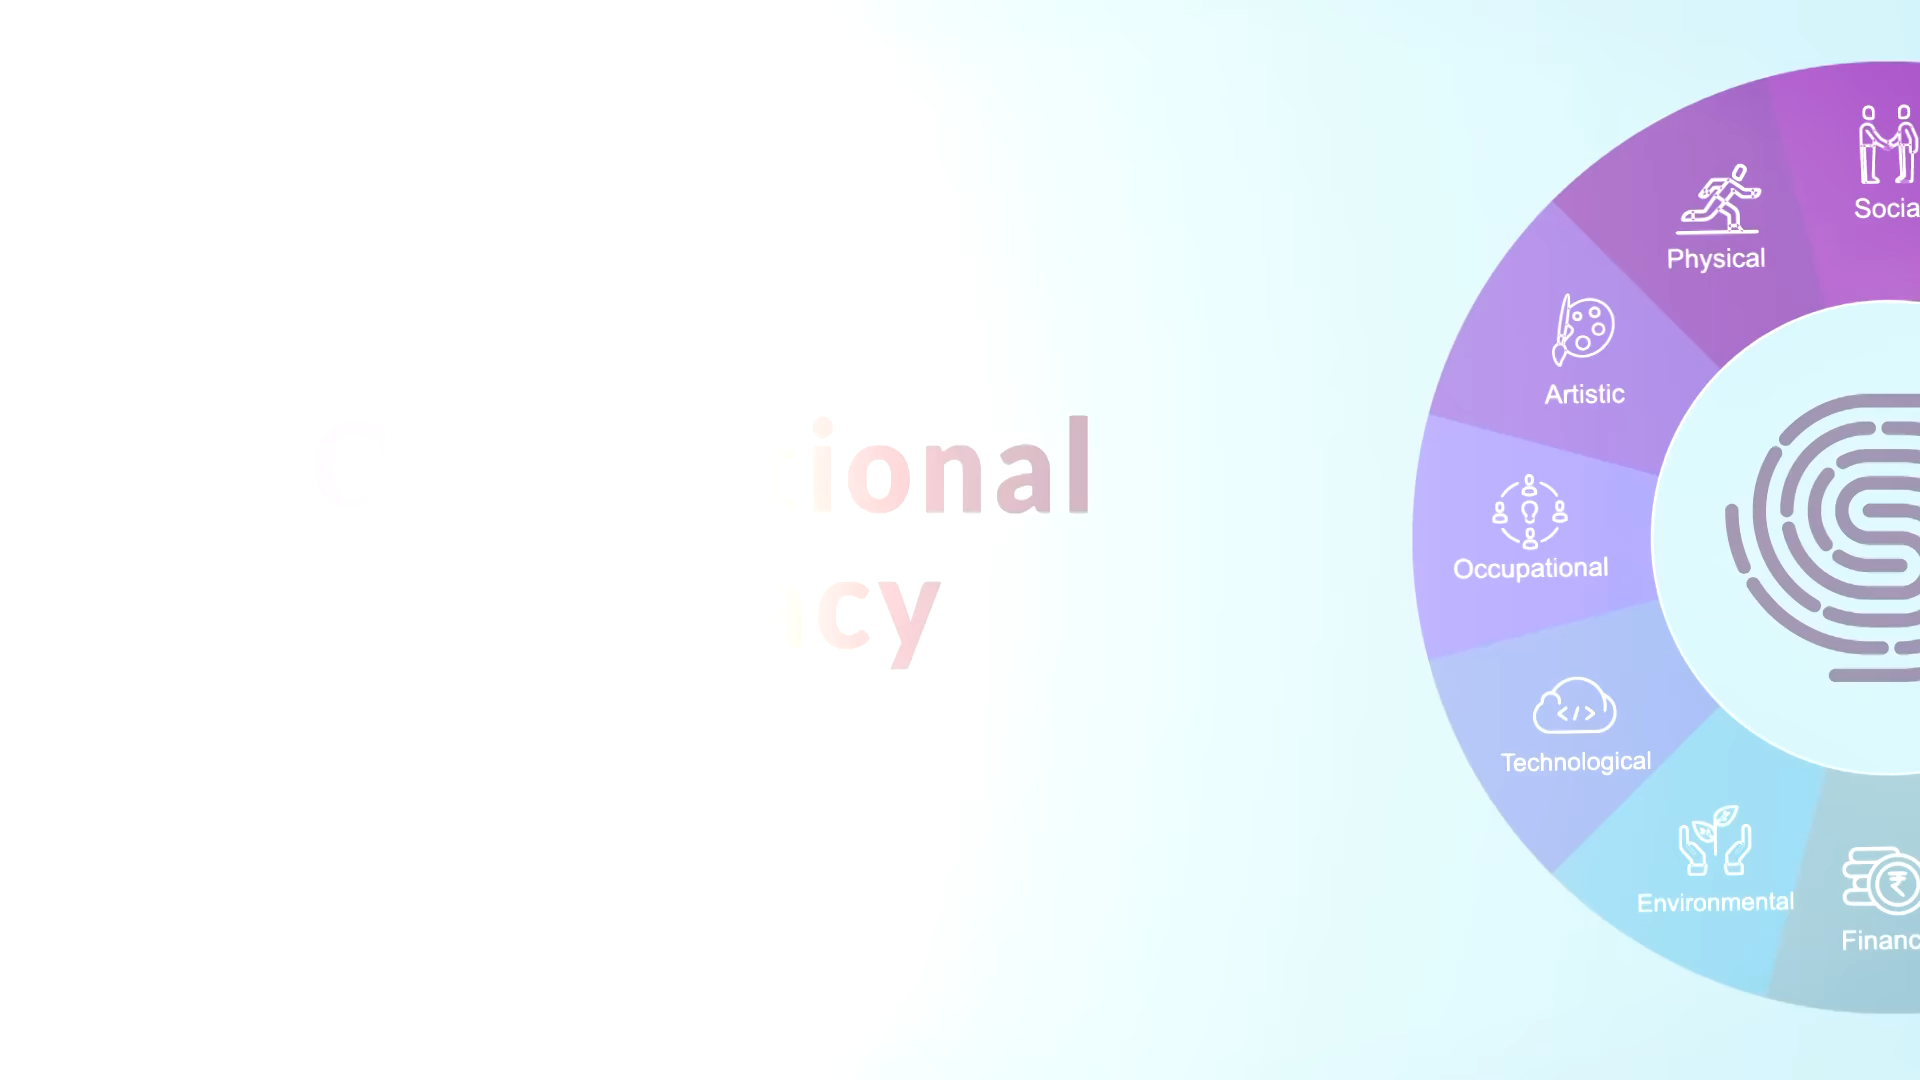 ional
cy
Socia
Physical
Artistic
Occupational
Technological
Environmental
Financ